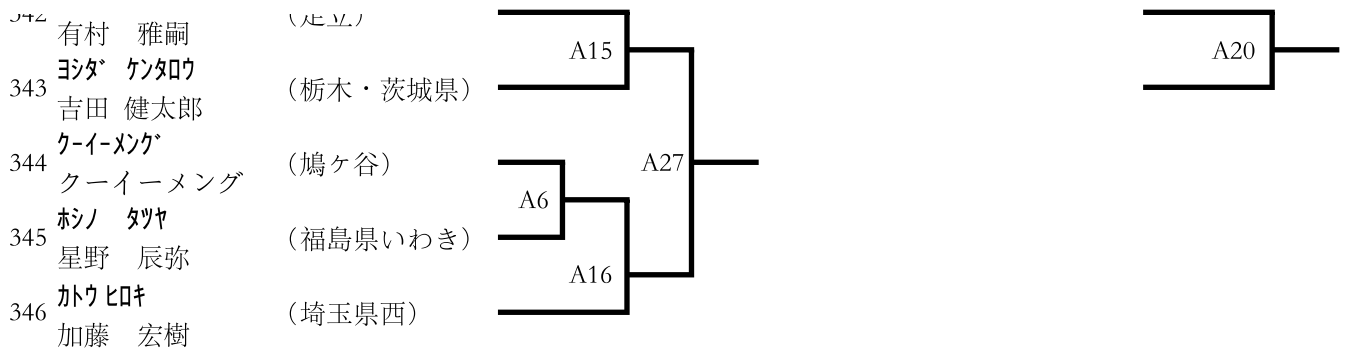 342 (足立)
有村 雅嗣
A15 A20
ﾖｼﾀﾞ ｹﾝﾀﾛｳ
343 (栃木・茨城県)
吉田 健太郎
ｸｰｲｰﾒﾝｸﾞ
344 (鳩ケ谷) A27
クーイーメング
A6
ﾎｼﾉ ﾀﾂﾔ
345 (福島県いわき)
星野 辰弥
A16
ｶﾄｳ ﾋﾛｷ
346 (埼玉県西)
加藤 宏樹